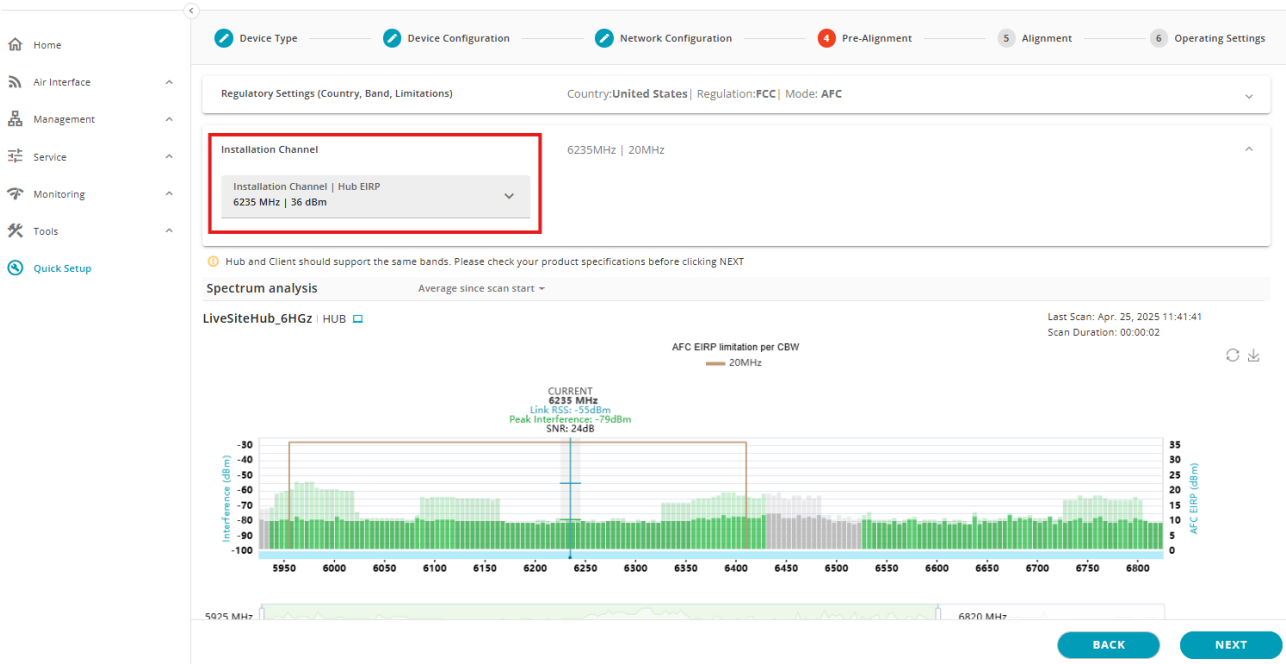 Home
Air Interface
Management
Service
Monitoring
Tools
Quick Setup
Device Type
Device Configuration
Network Configuration
4 Pre-Alignment
5 Alignment
6 Operating Settings
Regulatory Settings (Country, Band, Limitations)
Country:United States| Regulation:FCC| Mode: AFC
Installation Channel
6235MHz | 20MHz
Installation Channel | Hub EIRP
6235 MHz | 36 dBm
Hub and Client should support the same bands. Please check your product specifications before clicking NEXT
Spectrum analysis
Average since scan start
LiveSiteHub_6HGz | HUB
Last Scan: Apr. 25, 2025 11:41:41
Scan Duration: 00:00:02
AFC EIRP limitation per CBW
20MHz
CURRENT
6235 MHz
Link RSS: -55dBm
Peak Interference: -79dBm
SNR: 24dB
Interference (dBm)
-30
-40
-50
-60
-70
-80
-90
-100
35
30
25
20
15
10
5
0
AFC EIRP (dBm)
5950 6000 6050 6100 6150 6200 6250 6300 6350 6400 6450 6500 6550 6600 6650 6700 6750 6800
5925 MHz
6820 MHz
BACK
NEXT